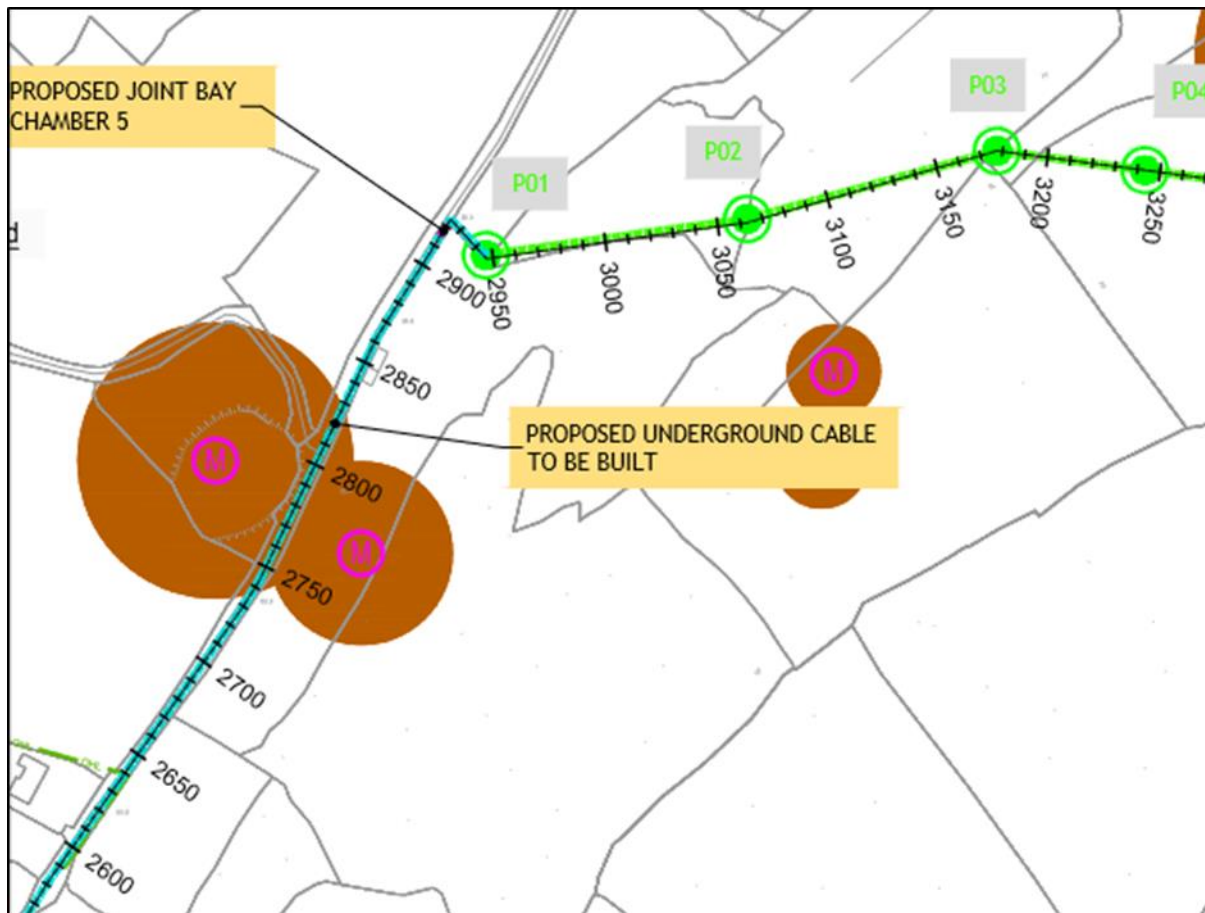 PROPOSED JOINT BAY
CHAMBER 5
P01
P02
P03
P04
d
2950
3000
3050
3100
3150
3200
3250
2900
2850
PROPOSED UNDERGROUND CABLE
TO BE BUILT
M
M
M
2800
2750
2700
2650
2600